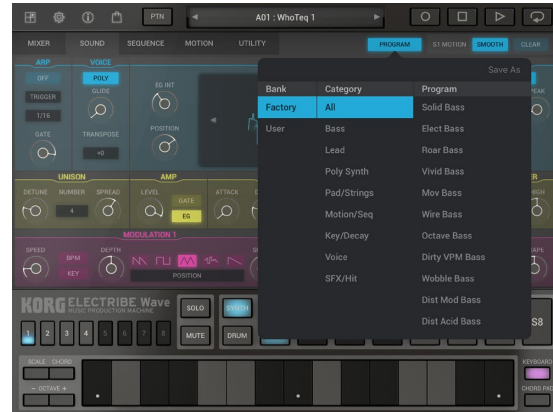 PTN
A01 : WhoTeq 1
MIXER SOUND SEQUENCE MOTION UTILITY
PROGRAM S1 MOTION SMOOTH CLEAR
ARP VOICE
Save As
OFF POLY
EG INT
Bank Category Program
TRIGGER GLIDE
Factory All Solid Bass
1/16
User Bass Elect Bass
GATE TRANSPOSE POSITION
Lead Roar Bass
+0
Poly Synth Vivid Bass
UNISON AMP
Pad/Strings Mov Bass
DETUNE NUMBER SPREAD LEVEL GATE ATTACK
Motion/Seq Wire Bass
4 EG
Key/Decay Octave Bass
MODULATION 1
Voice Dirty VPM Bass
SPEED BPM DEPTH
SFX/Hit Wobble Bass
KEY POSITION
Dist Mod Bass
KORG ELECTRIBE Wave SOLO SYNTH
MUSIC PRODUCTION MACHINE
Dist Acid Bass
1 2 3 4 5 6 7 8 MUTE DRUM
S8
SCALE CHORD KEYBOARD
- OCTAVE + CHORD PAD